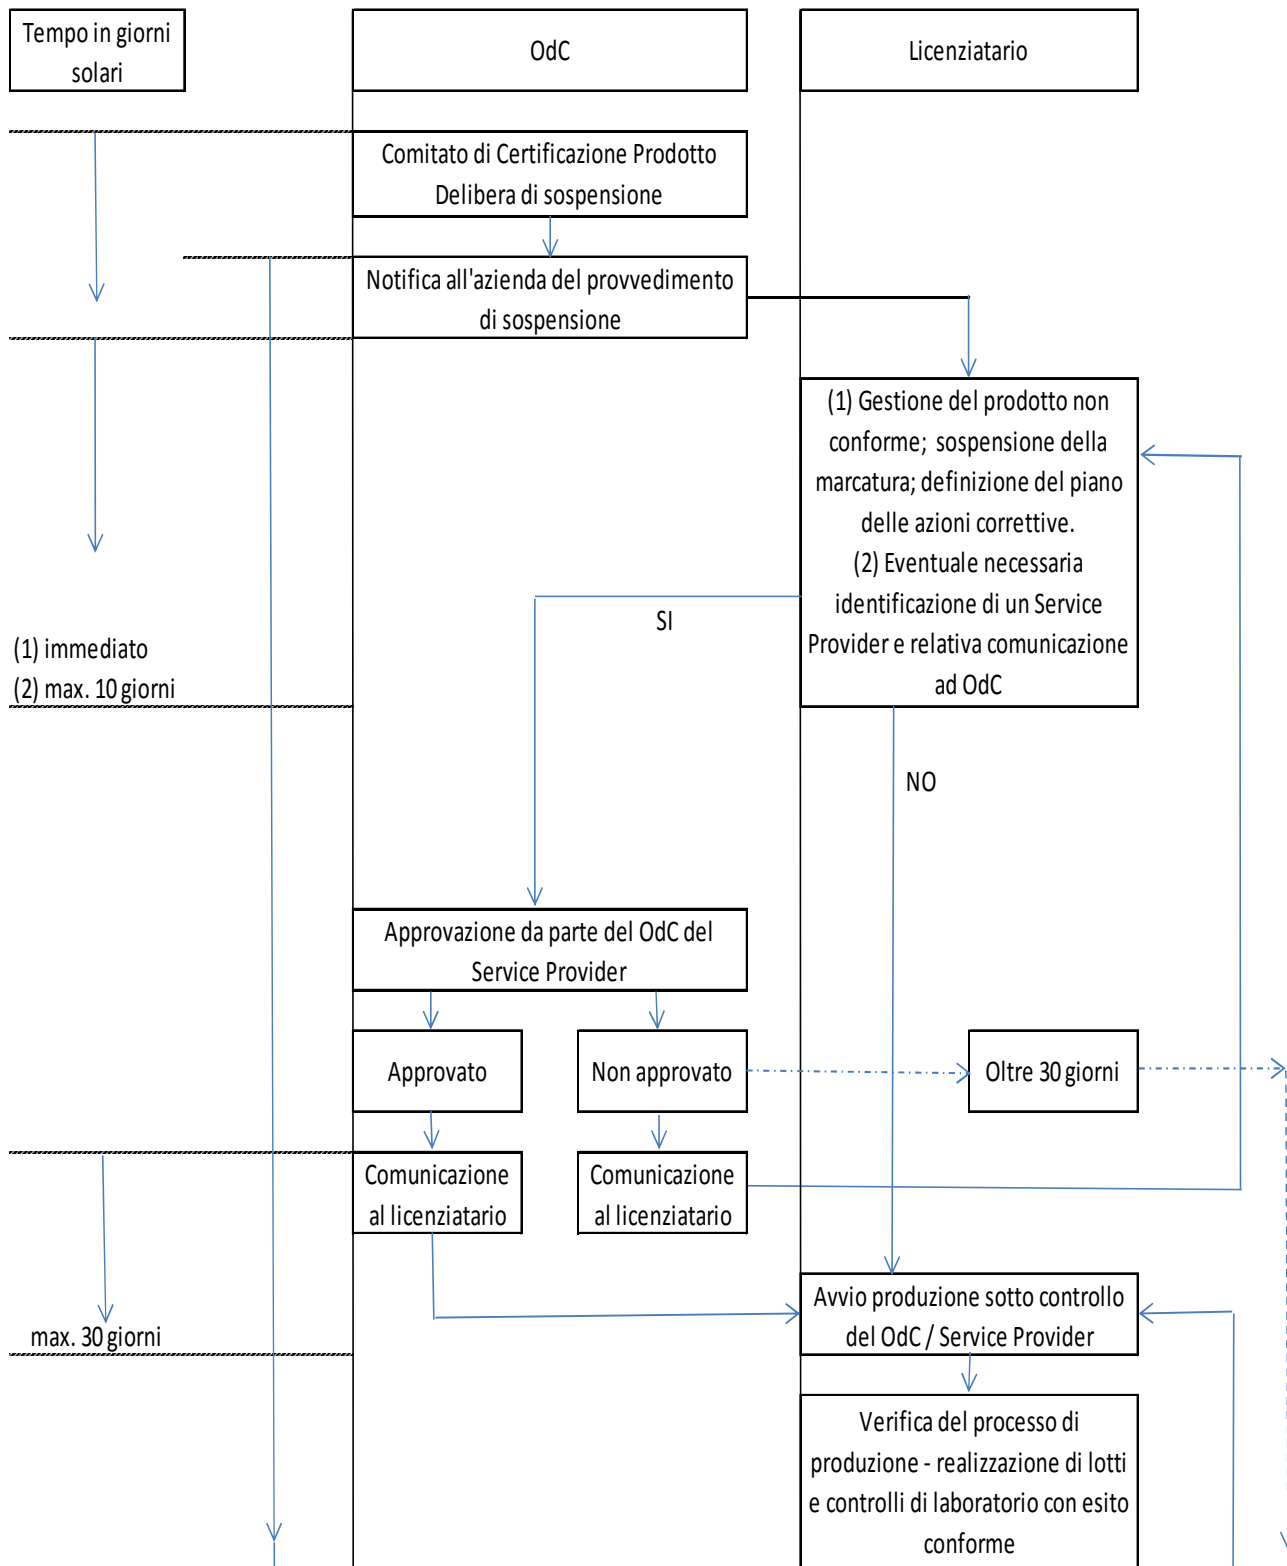 Tempo in giorni
solari
OdC
Licenziatario
Comitato di Certificazione Prodotto
Delibera di sospensione
Notifica all'azienda del provvedimento
di sospensione
(1) Gestione del prodotto non
conforme; sospensione della
marcatura; definizione del piano
delle azioni correttive.
(2) Eventuale necessaria
identificazione di un Service
Provider e relativa comunicazione
ad OdC
SI
(1) immediato
(2) max. 10 giorni
NO
Approvazione da parte del OdC del
Service Provider
Approvato
Non approvato
Oltre 30 giorni
Comunicazione
al licenziatario
Comunicazione
al licenziatario
Avvio produzione sotto controllo
del OdC / Service Provider
max. 30 giorni
Verifica del processo di
produzione - realizzazione di lotti
e controlli di laboratorio con esito
conforme